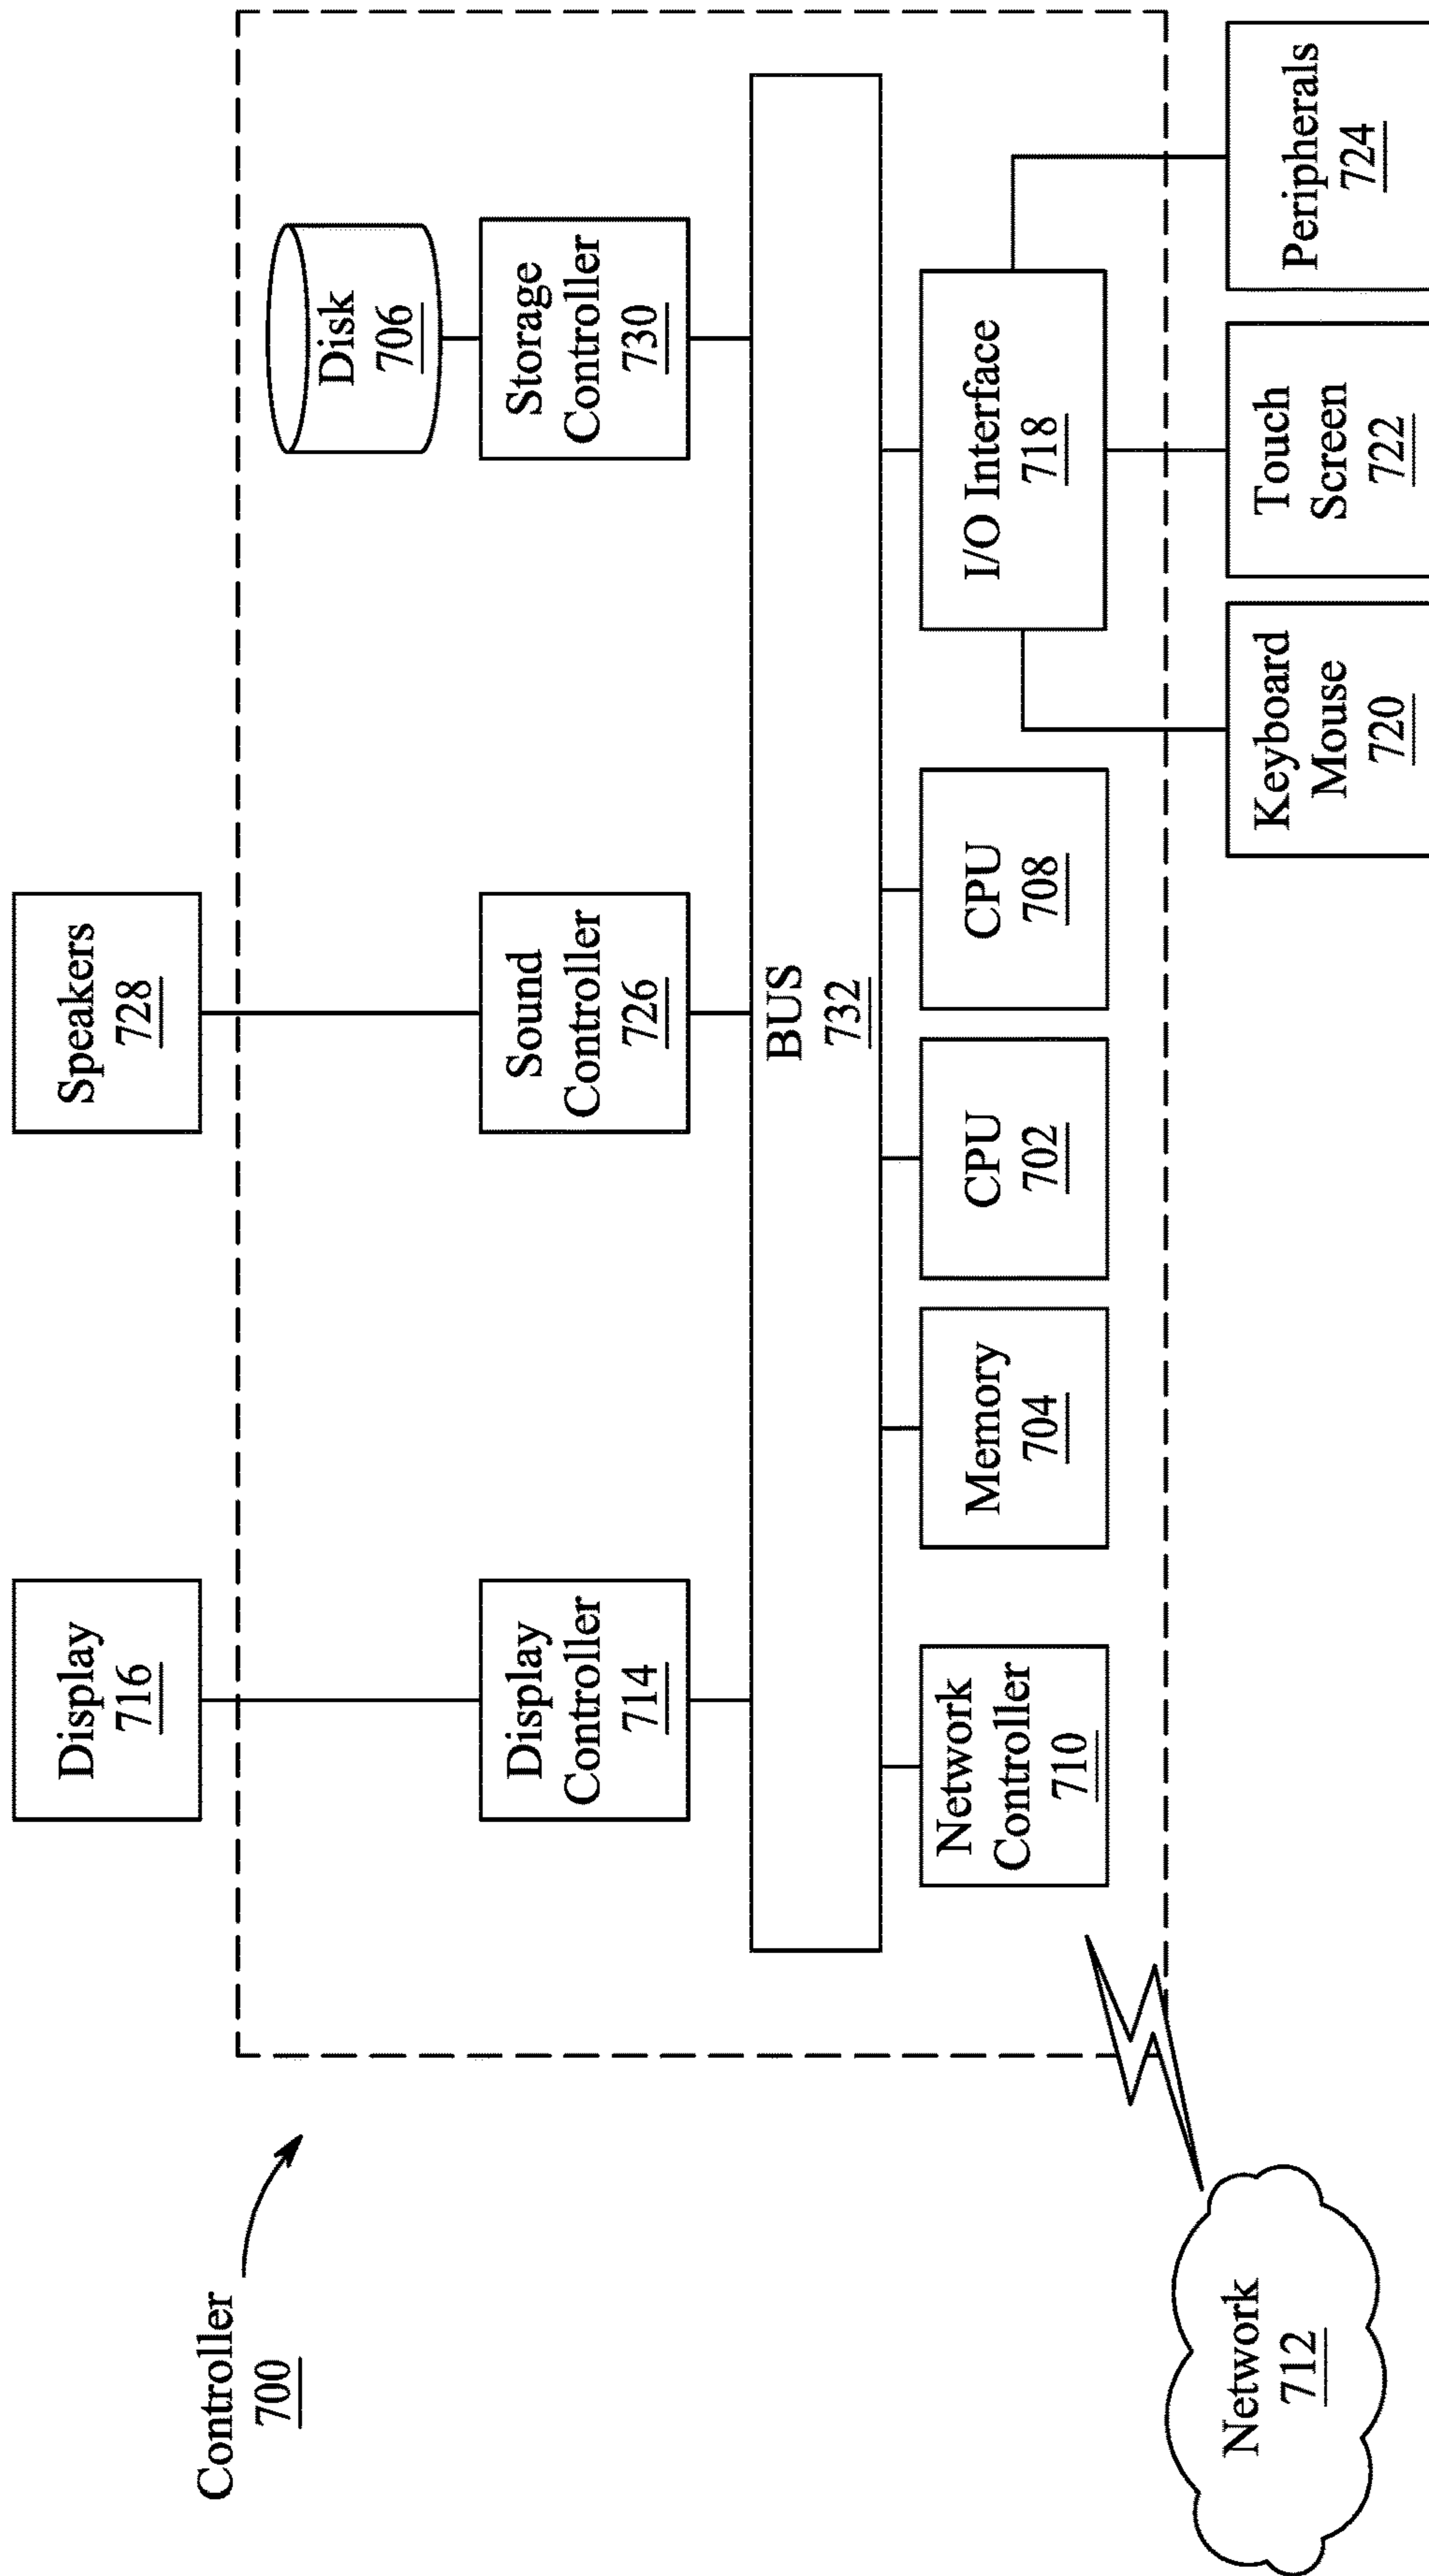 Controller
700
Display
716
Speakers
728
Disk
706
Display
Controller
714
Sound
Controller
726
Storage
Controller
730
BUS
732
Network
Controller
710
Memory
704
CPU
702
CPU
708
I/O Interface
718
Network
712
Keyboard
Mouse
720
Touch
Screen
722
Peripherals
724